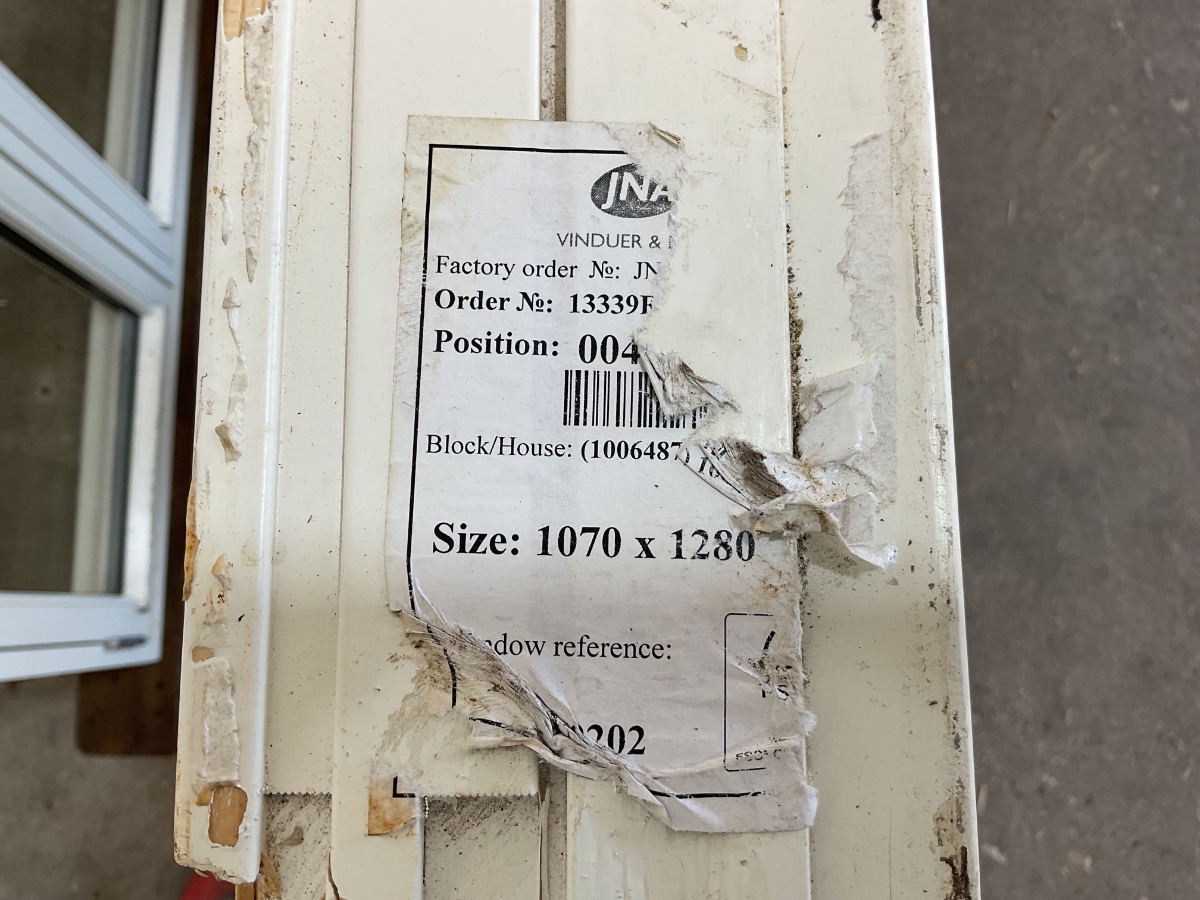 JNA
VINDUER &
Factory order №: JN
Order №: 13339F
Position: 004
Block/House: (1006487)
Size: 1070 x 1280
ndow reference:
202